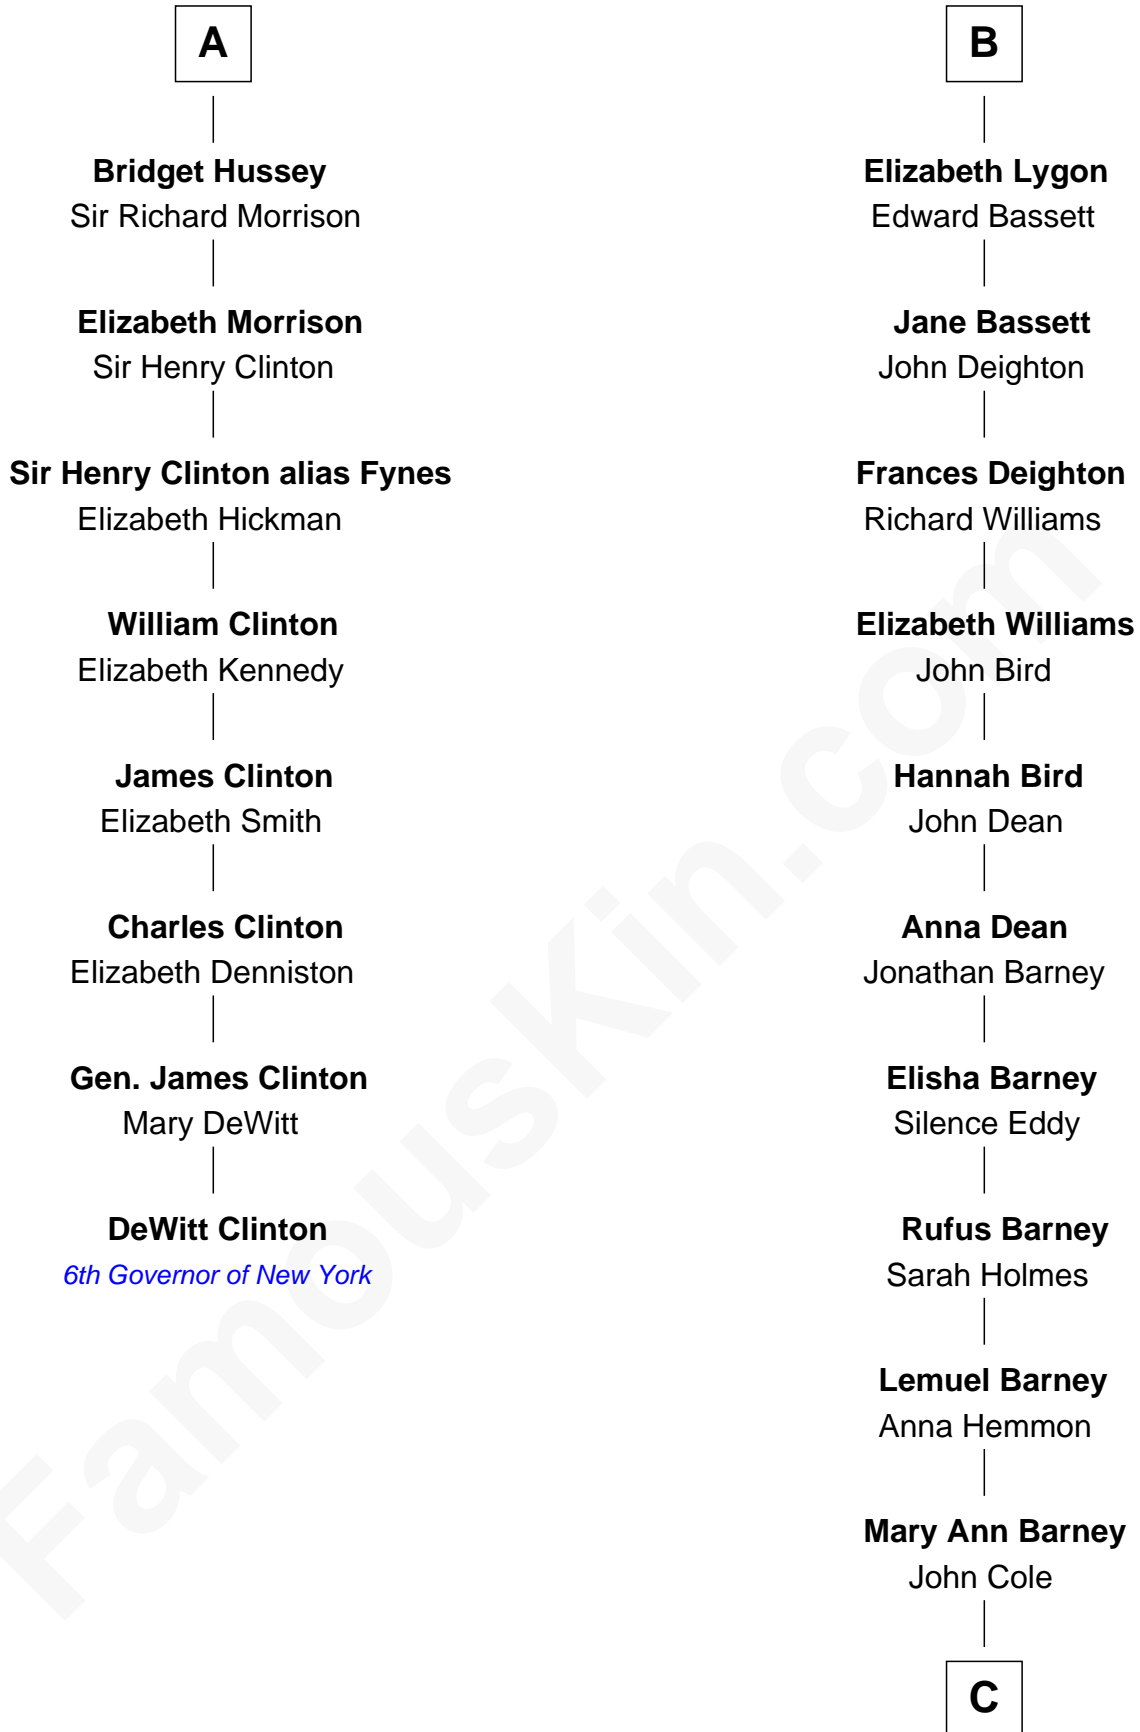 A
Bridget Hussey
Sir Richard Morrison
Elizabeth Morrison
Sir Henry Clinton
Sir Henry Clinton alias Fynes
Elizabeth Hickman
William Clinton
Elizabeth Kennedy
James Clinton
Elizabeth Smith
Charles Clinton
Elizabeth Denniston
Gen. James Clinton
Mary DeWitt
DeWitt Clinton
6th Governor of New York
B
Elizabeth Lygon
Edward Bassett
Jane Bassett
John Deighton
Frances Deighton
Richard Williams
Elizabeth Williams
John Bird
Hannah Bird
John Dean
Anna Dean
Jonathan Barney
Elisha Barney
Silence Eddy
Rufus Barney
Sarah Holmes
Lemuel Barney
Anna Hemmon
Mary Ann Barney
John Cole
C
FamousKin.com